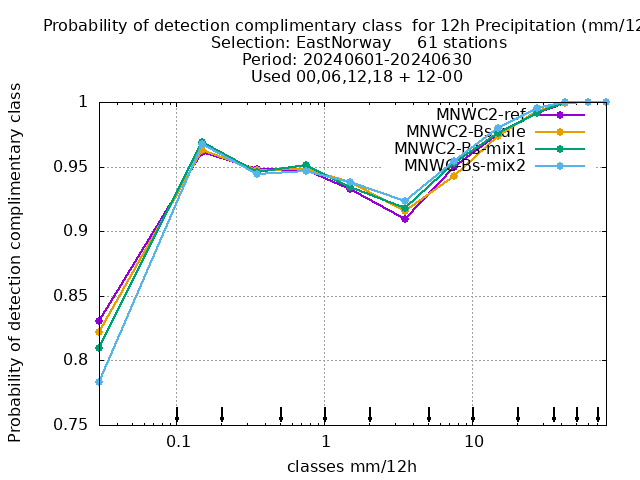 Probability of detection complimentary class  for 12h Precipitation (mm/12
Selection: EastNorway     61 stations
Period: 20240601-20240630
Used 00,06,12,18 + 12-00
Probability of detection complimentary class
1
0.95
0.9
0.85
0.8
0.75
MNWC2-ref
MNWC2-Bs
MNWC2-Bs-mix1
MNWC-Bs-mix2
0.1
1
10
classes mm/12h